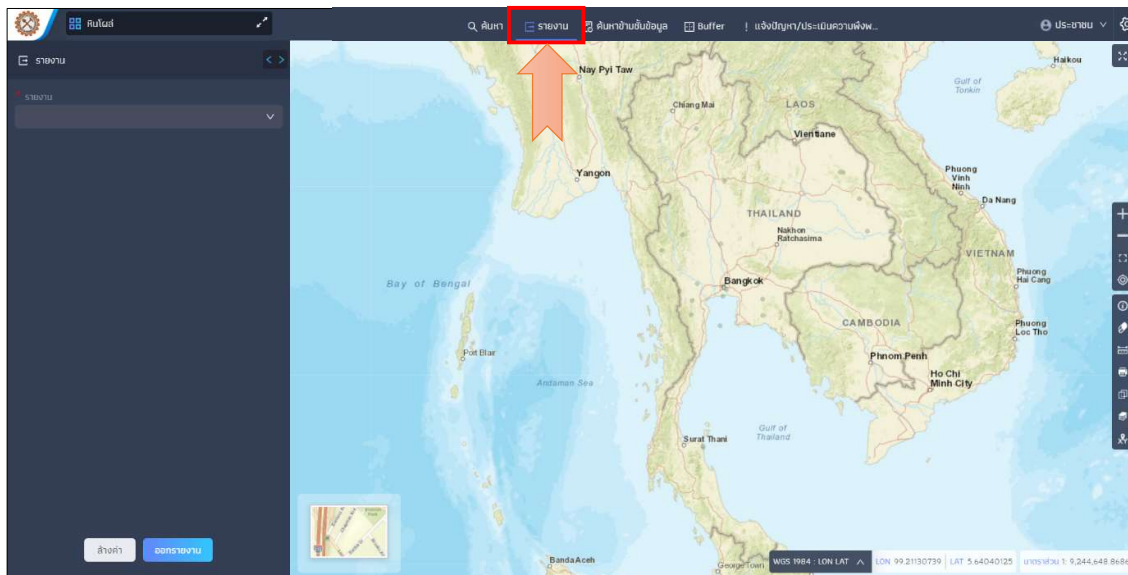 หินโผล่
ค้นหา
รายงาน
ค้นหาข้ามชั้นข้อมูล
Buffer
! แจ้งปัญหา/ประเมินความพึงพ...
ประชาชน
รายงาน
* รายงาน
ล้างค่า
ออกรายงาน
Nay Pyi Taw
Haikou
Gulf of
Tonkin
Chiang Mai
LAOS
Vientiane
Yangon
Phuong
Vinh
Ninh
Da Nang
THAILAND
Nakhon
Ratchasima
VIETNAM
Bay of Bengal
Bangkok
Phuong
Hai Cang
CAMBODIA
Phuong
Loc Tho
Port Blair
Phnom Penh
Andaman Sea
Ho Chi
Minh City
Gulf of
Thailand
Surat Thani
BandaAceh
GeorgeTown
WGS 1984 : LON LAT
LON 99.21130739
LAT 5.64040125
มาตราส่วน 1: 9,244,648.8686
XY